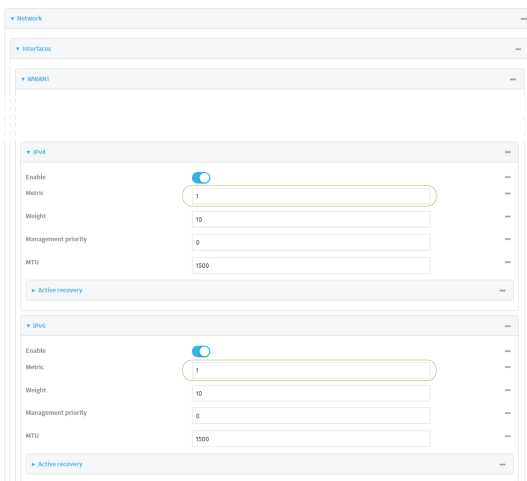 Network
Interfaces
WWAN1
IPv4
Enable
Metric 1
Weight 10
Management priority 0
MTU 1500
Active recovery
IPv6
Enable
Metric 1
Weight 10
Management priority 0
MTU 1500
Active recovery